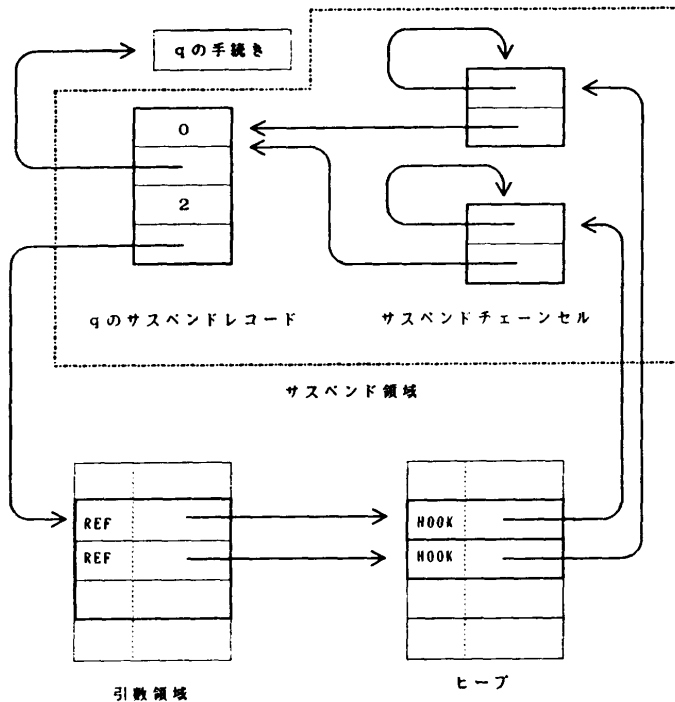 qの手続き
0
2
qのサスペンドレコード
サスペンドチェーンセル
サスペンド領域
REF
REF
HOOK
HOOK
引数領域
ヒープ